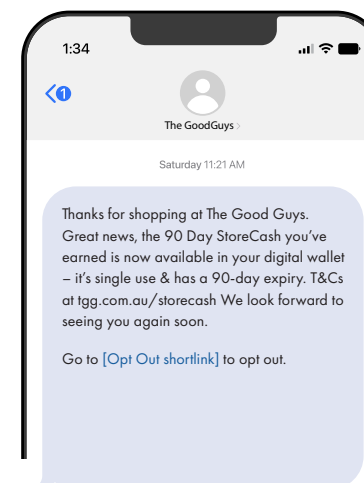 1:34
1
The GoodGuys
Saturday 11:21 AM
Thanks for shopping at The Good Guys.
Great news, the 90 Day StoreCash you’ve
earned is now available in your digital wallet
– it’s single use & has a 90-day expiry. T&Cs
at tgg.com.au/storecash We look forward to
seeing you again soon.
Go to [Opt Out shortlink] to opt out.